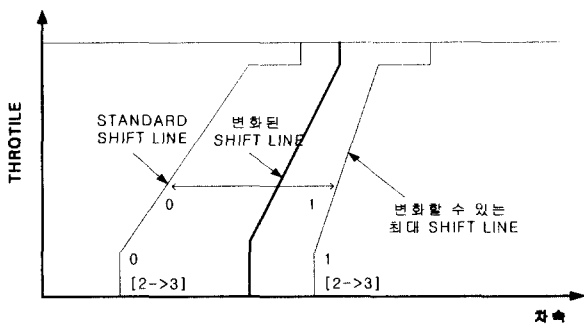 THROTILE
STANDARD
SHIFT LINE
변화된
SHIFT LINE
0
1
변화할 수 있는
최대 SHIFT LINE
0
[2->3]
1
[2->3]
차속